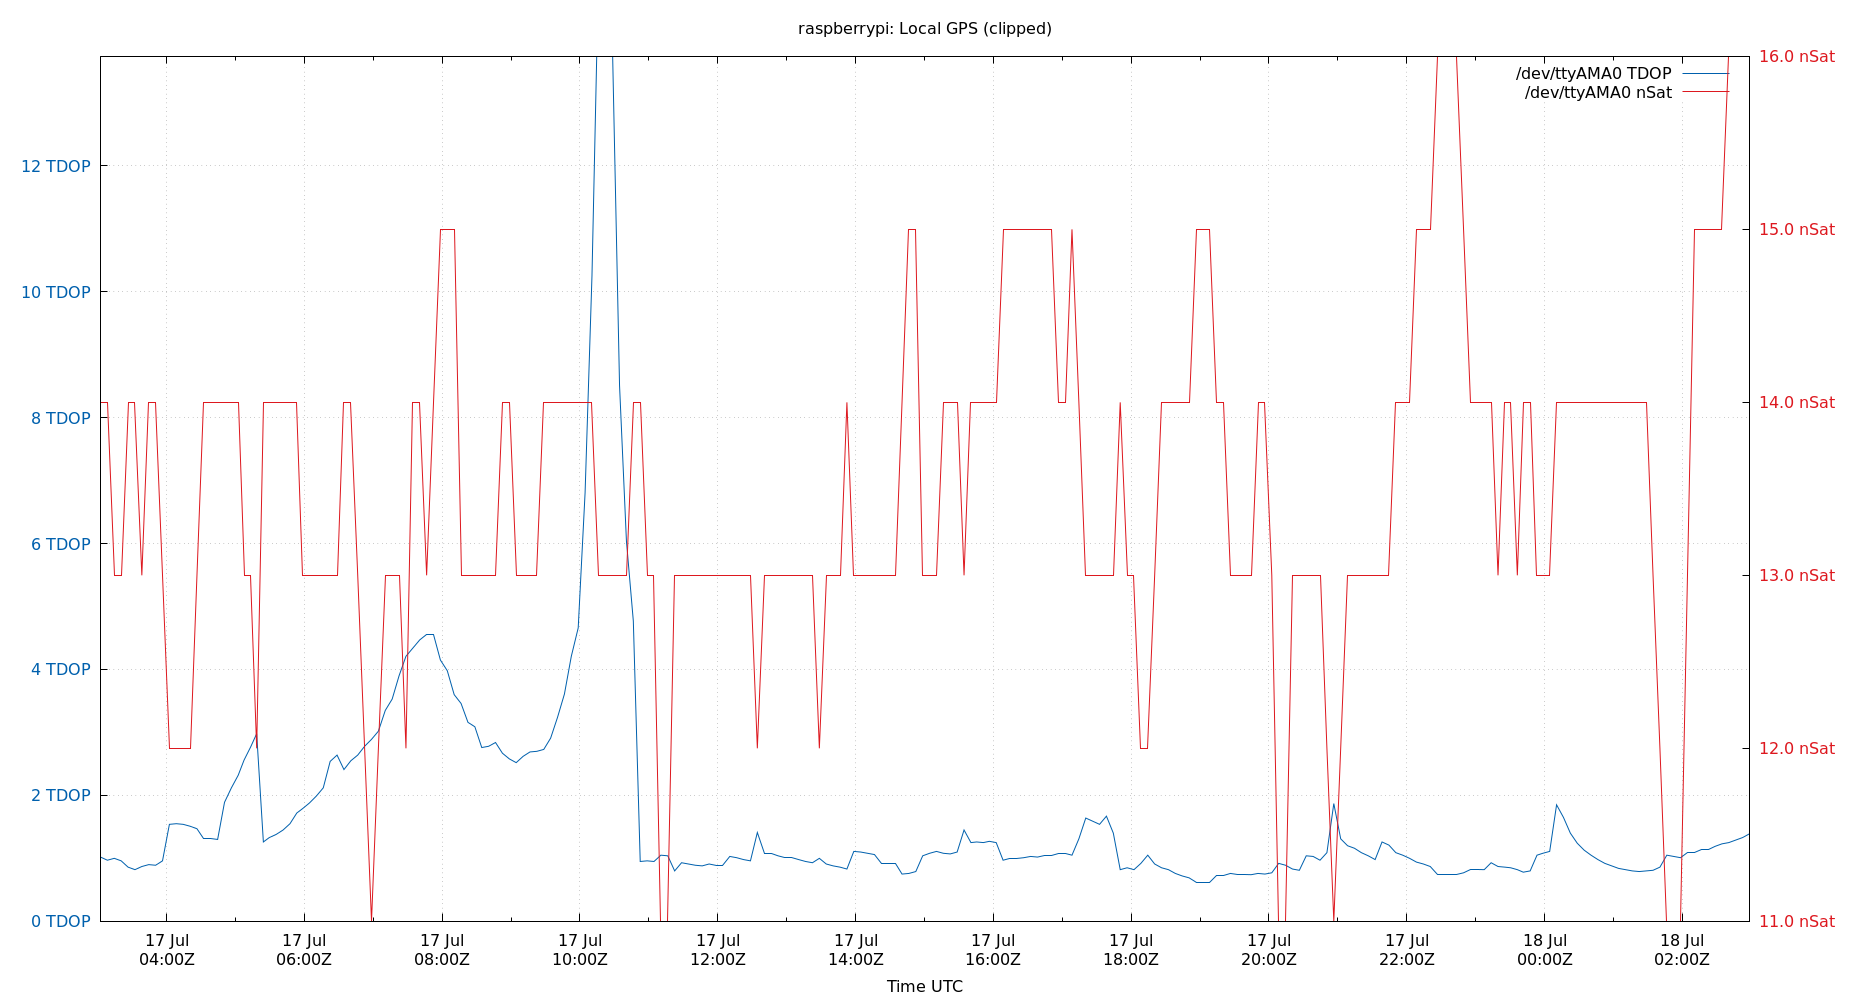 raspberrypi: Local GPS (clipped)
16.0 nSat
/dev/ttyAMA0 TDOP
/dev/ttyAMA0 nSat
12 TDOP
15.0 nSat
10 TDOP
14.0 nSat
8 TDOP
6 TDOP
13.0 nSat
4 TDOP
12.0 nSat
2 TDOP
0 TDOP
11.0 nSat
17 Jul
04:00Z
17 Jul
06:00Z
17 Jul
08:00Z
17 Jul
10:00Z
17 Jul
12:00Z
17 Jul
14:00Z
17 Jul
16:00Z
17 Jul
18:00Z
17 Jul
20:00Z
17 Jul
22:00Z
18 Jul
00:00Z
18 Jul
02:00Z
Time UTC